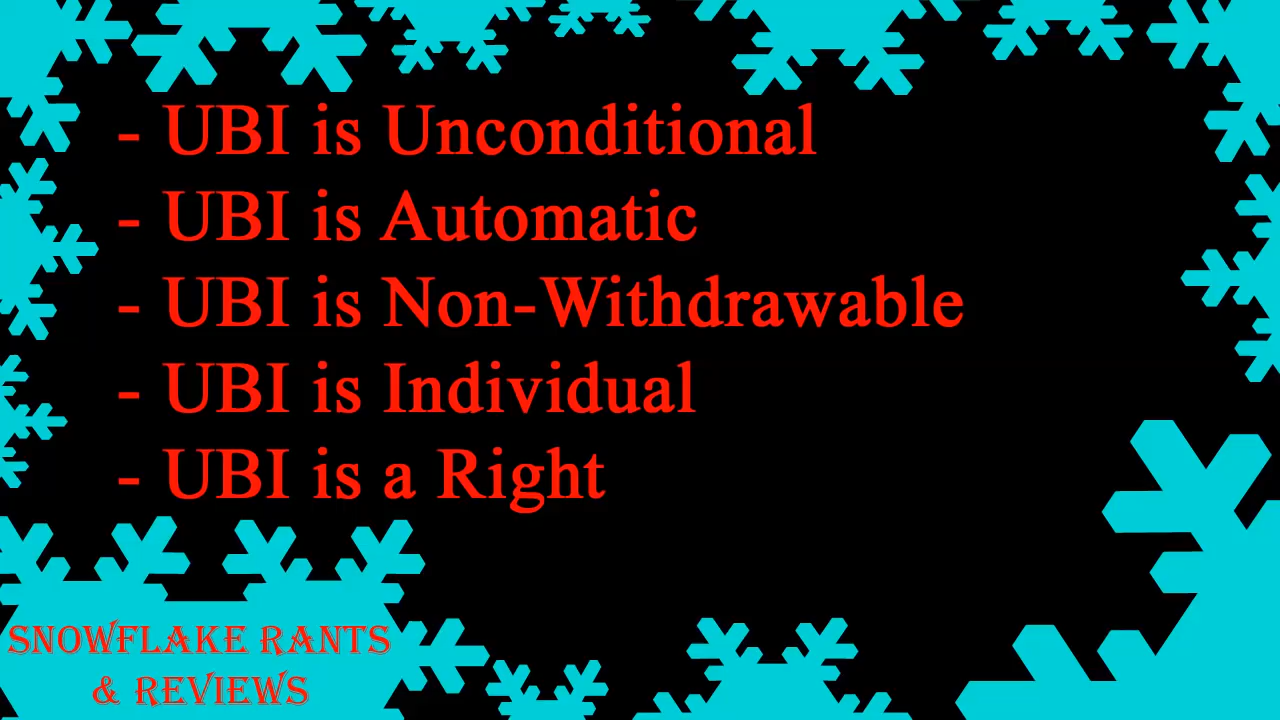 - UBI is Unconditional
- UBI is Automatic
- UBI is Non-Withdrawable
- UBI is Individual
- UBI is a Right
SNOWFLAKE RANTS
& REVIEWS